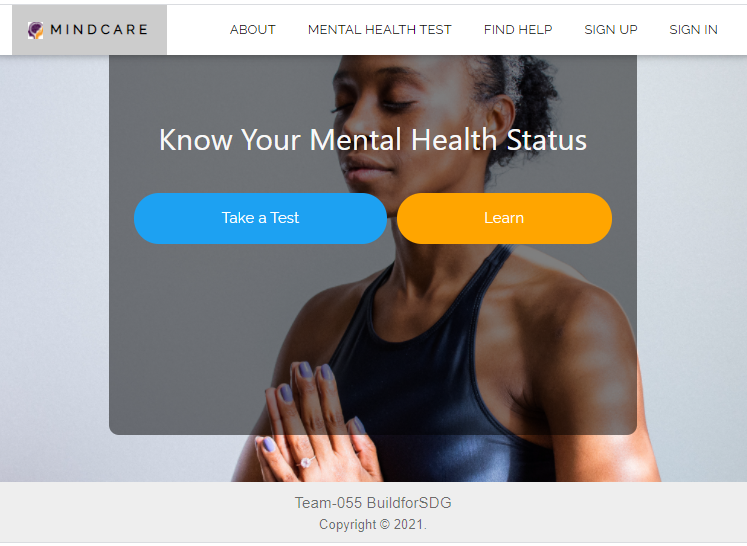 MINDCARE ABOUT MENTAL HEALTH TEST FIND HELP SIGN UP SIGN IN
Know Your Mental Health Status
Take a Test Learn
Team-055 BuildforSDG
Copyright © 2021.